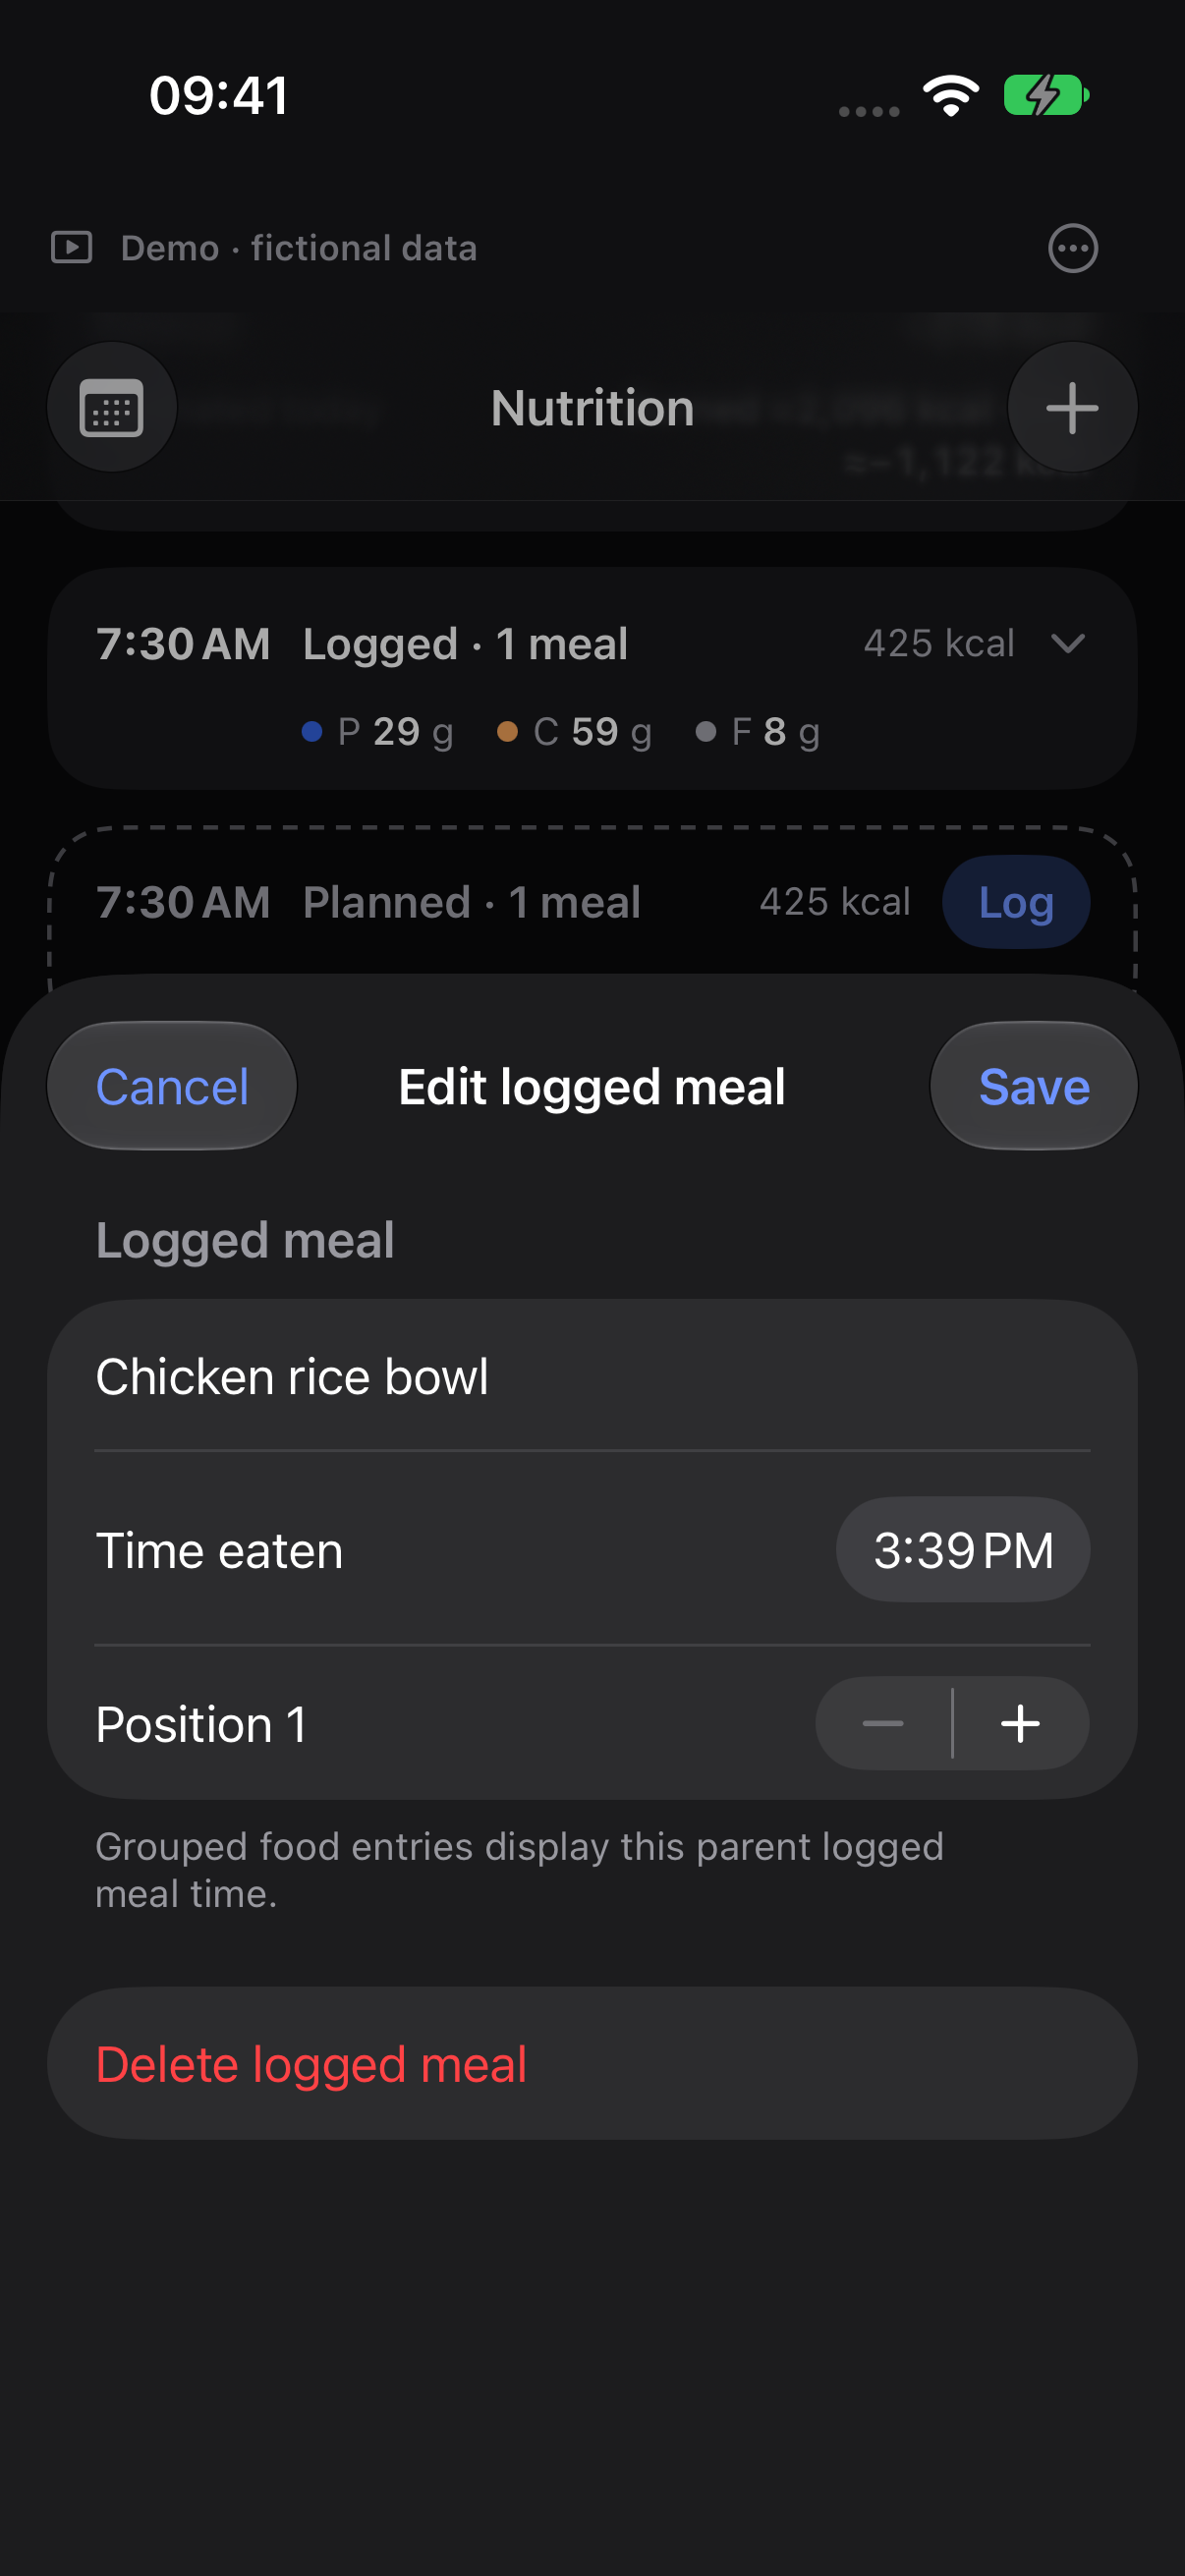 09:41
Demo · fictional data
Nutrition
≈−1,122
7:30 AM Logged · 1 meal 425 kcal
P 29 g C 59 g F 8 g
7:30 AM Planned · 1 meal 425 kcal Log
Cancel Edit logged meal Save
Logged meal
Chicken rice bowl
Time eaten 3:39 PM
Position 1
Grouped food entries display this parent logged
meal time.
Delete logged meal